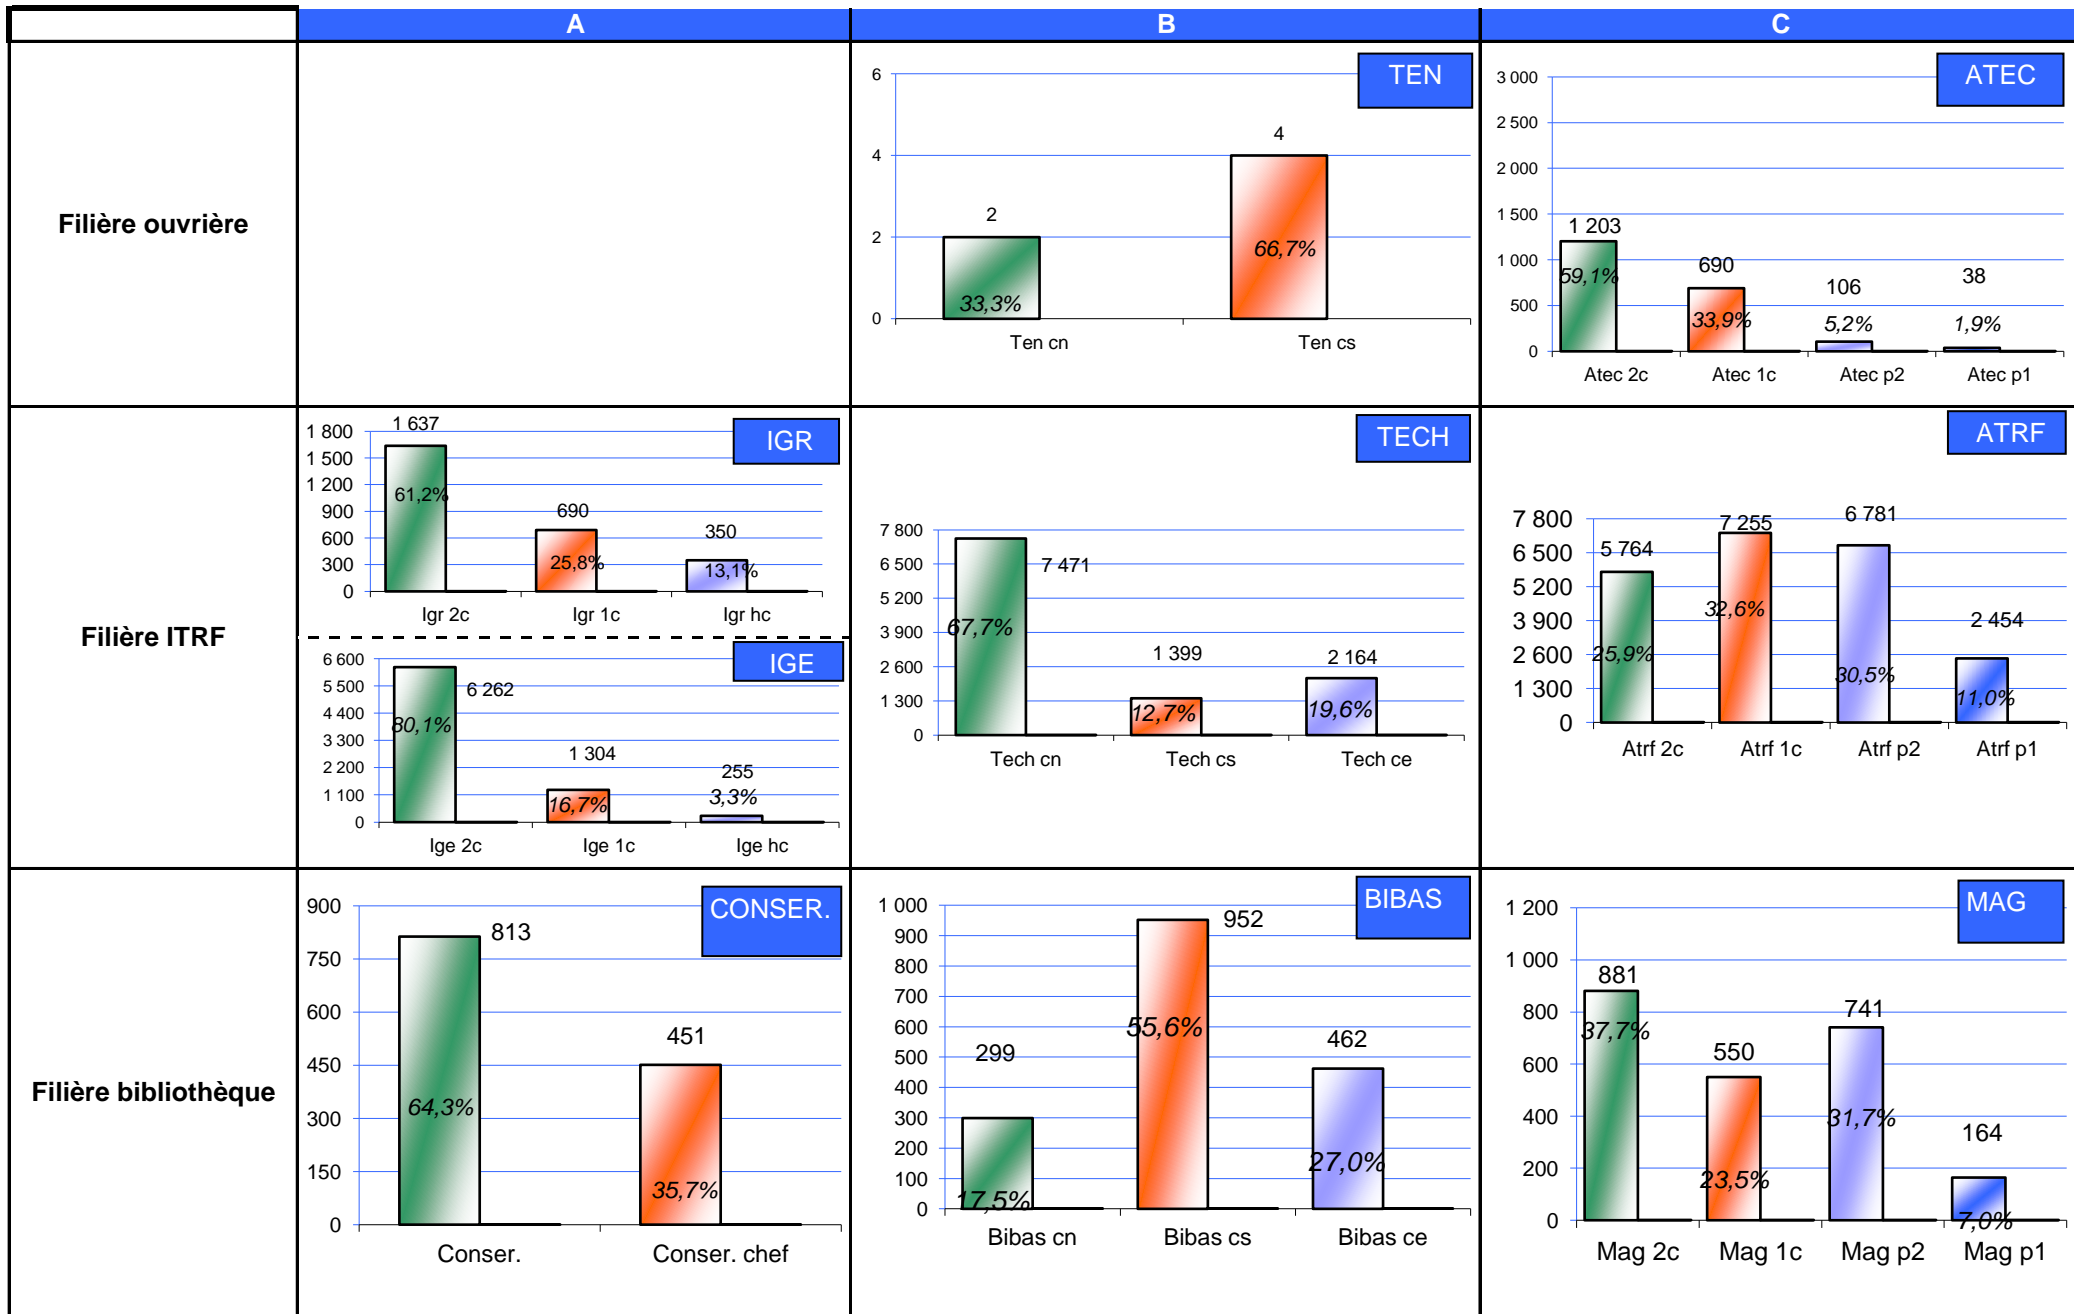 A
B
C
Filière ouvrière
TEN
6
4
2
0
2
4
33,3%
66,7%
Ten cn
Ten cs
ATEC
3 000
2 500
2 000
1 500
1 000
500
0
1 203
690
106
38
59,1%
33,9%
5,2%
1,9%
Atec 2c
Atec 1c
Atec p2
Atec p1
Filière ITRF
IGR
1 800
1 500
1 200
900
600
300
0
1 637
690
350
61,2%
25,8%
13,1%
Igr 2c
Igr 1c
Igr hc
IGE
6 600
5 500
4 400
3 300
2 200
1 100
0
6 262
1 304
255
80,1%
16,7%
3,3%
Ige 2c
Ige 1c
Ige hc
TECH
7 800
6 500
5 200
3 900
2 600
1 300
0
7 471
1 399
2 164
67,7%
12,7%
19,6%
Tech cn
Tech cs
Tech ce
ATRF
7 800
6 500
5 200
3 900
2 600
1 300
0
5 764
7 255
6 781
2 454
25,9%
32,6%
30,5%
11,0%
Atrf 2c
Atrf 1c
Atrf p2
Atrf p1
Filière bibliothèque
CONSER.
900
750
600
450
300
150
0
813
451
64,3%
35,7%
Conser.
Conser. chef
BIBAS
1 000
900
800
700
600
500
400
300
200
100
0
299
952
462
17,5%
55,6%
27,0%
Bibas cn
Bibas cs
Bibas ce
MAG
1 200
1 000
800
600
400
200
0
881
550
741
164
37,7%
23,5%
31,7%
7,0%
Mag 2c
Mag 1c
Mag p2
Mag p1